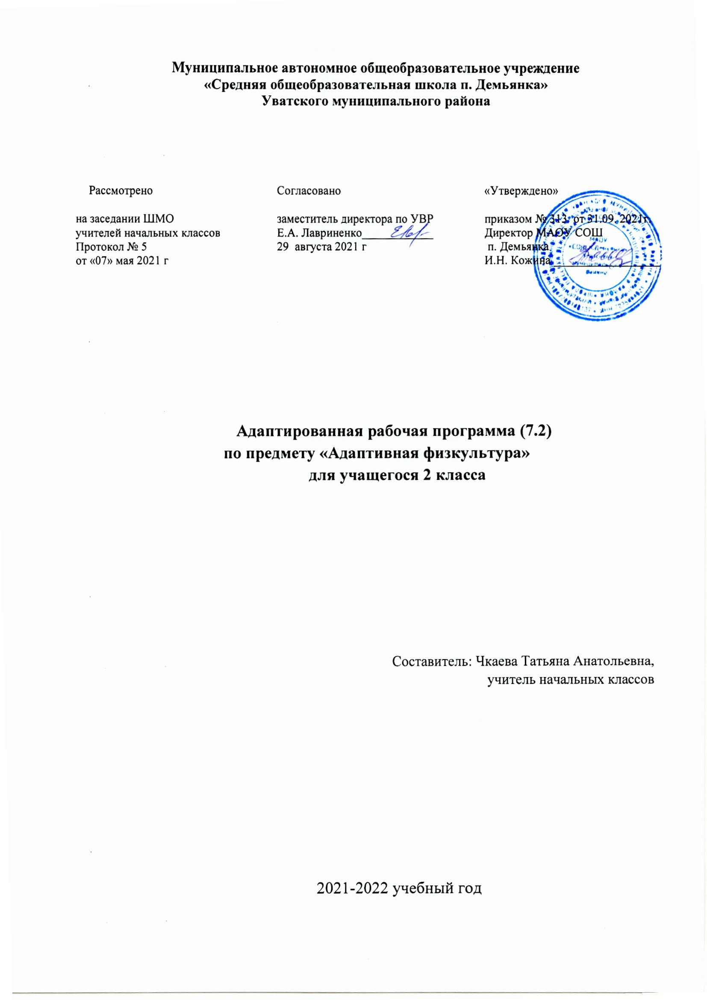 Муниципальное автономное общеобразовательное учреждение
«Средняя общеобразовательная школа п. Демьянка»
Уватского муниципального района
Рассмотрено
на заседании ШМО
учителей начальных классов
Протокол № 5
от «07» мая 2021 г
Согласовано
заместитель директора по УВР
Е.А. Лавриненко____________
29 августа 2021 г
«Утверждено»
приказом № 313 от 31.09. 2021г.
Директор МАОУ СОШ
п. Демьянка
И.Н. Кожина__________________
МАОУ
Адаптированная рабочая программа (7.2)
по предмету «Адаптивная физкультура»
для учащегося 2 класса
Составитель: Чкаева Татьяна Анатольевна,
учитель начальных классов
2021-2022 учебный год